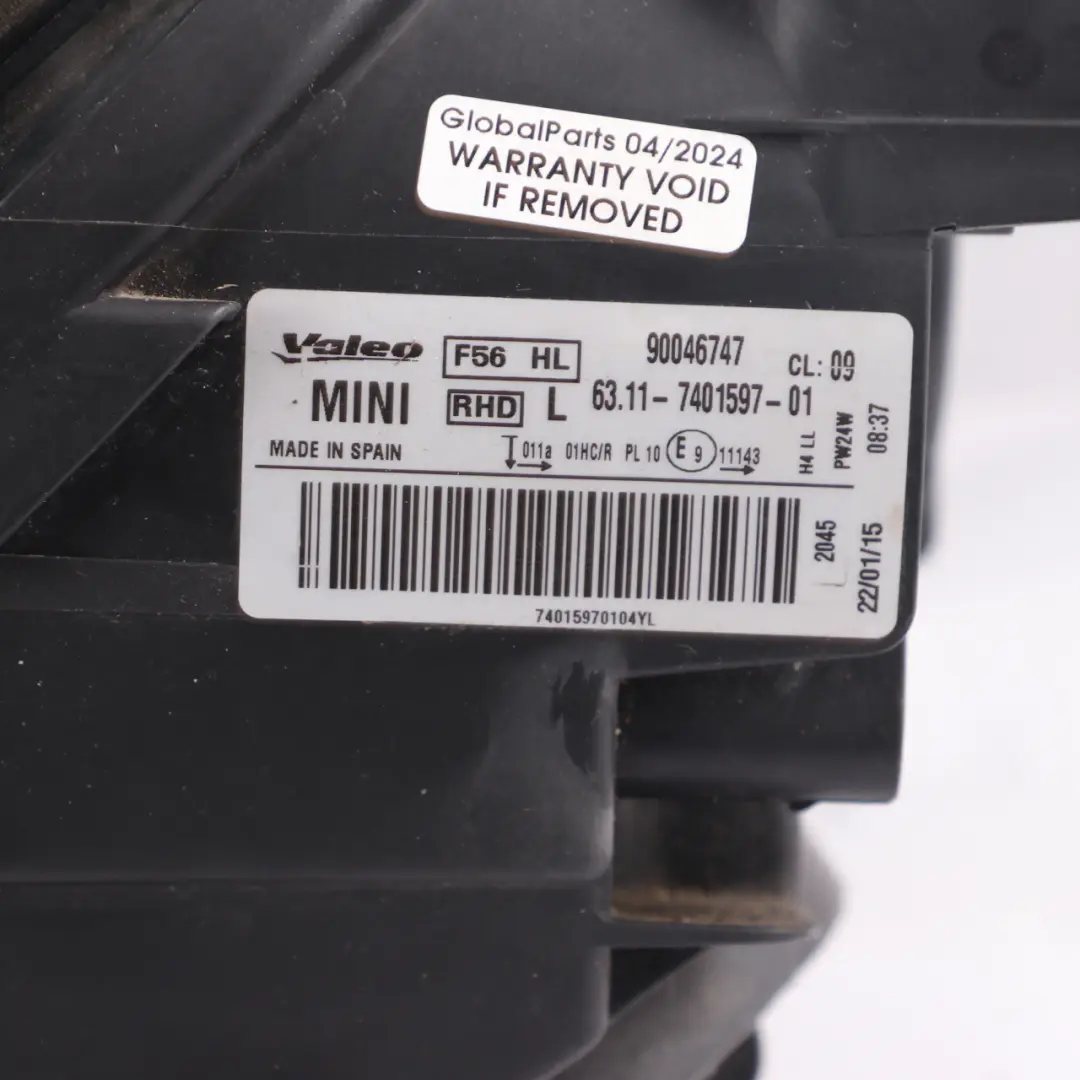 GlobalParts 04/2024
WARRANTY VOID
IF REMOVED
Valeo F56 HL 90046747 CL: 09
MINI RHD L 63.11-7401597-01
MADE IN SPAIN 011a 01HC/R PL 10 E 9 11143
H4 LL
PW24W
08:37
2045
22/01/15
74015970104YL